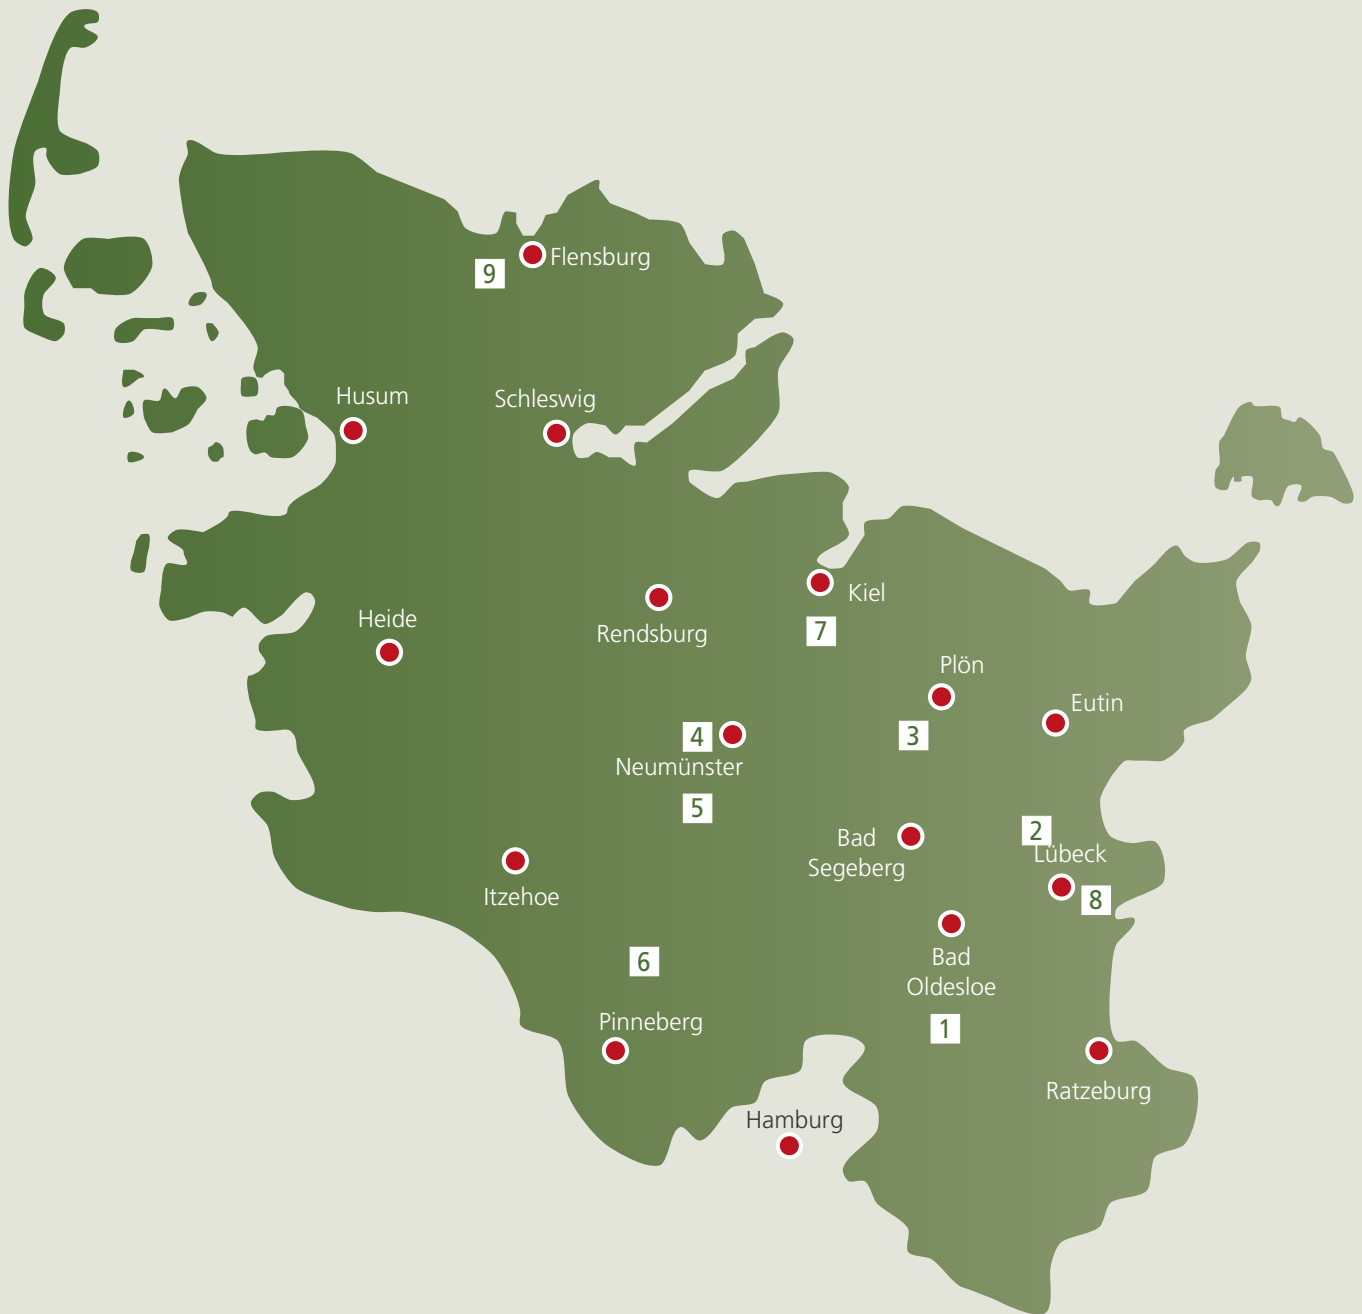 Flensburg
9
Husum
Schleswig
Kiel
Heide
Rendsburg
7
Plön
Eutin
4
3
Neumünster
5
2
Bad
Segeberg
Lübeck
8
Itzehoe
Bad
Oldesloe
6
1
Pinneberg
Ratzeburg
Hamburg